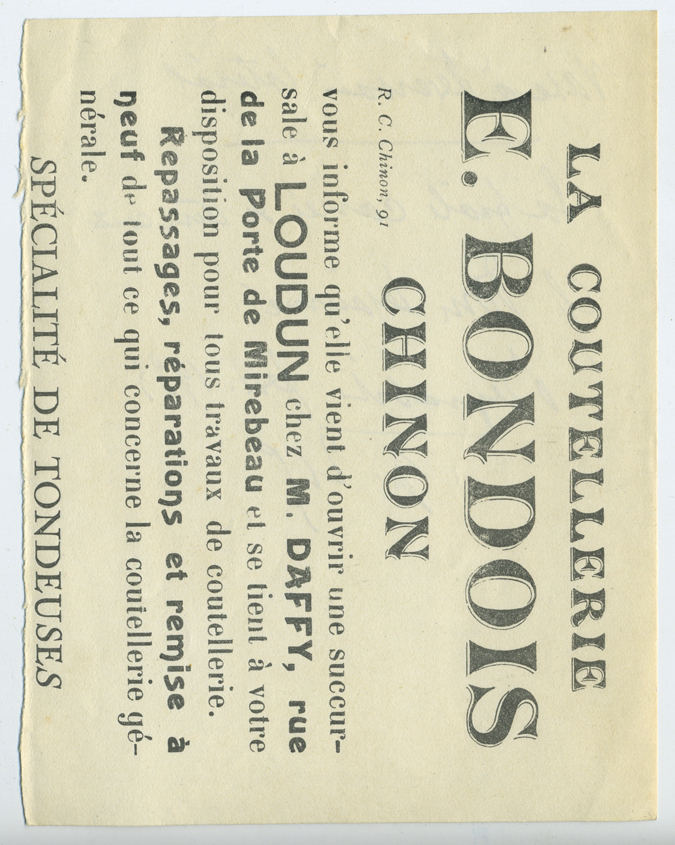 LA COUTELLERIE
E. BONDOIS
CHINON
R. C. Chinon, 91
vous informe qu'elle vient d'ouvrir une succur-
sale à LOUDUN chez M. DAFFY, rue
de la Porte de Mirebeau et se tient à votre
disposition pour tous travaux de coutellerie.
Repassages, réparations et remise à
neuf de tout ce qui concerne la coutellerie gé-
nérale.
SPÉCIALITÉ DE TONDEUSES